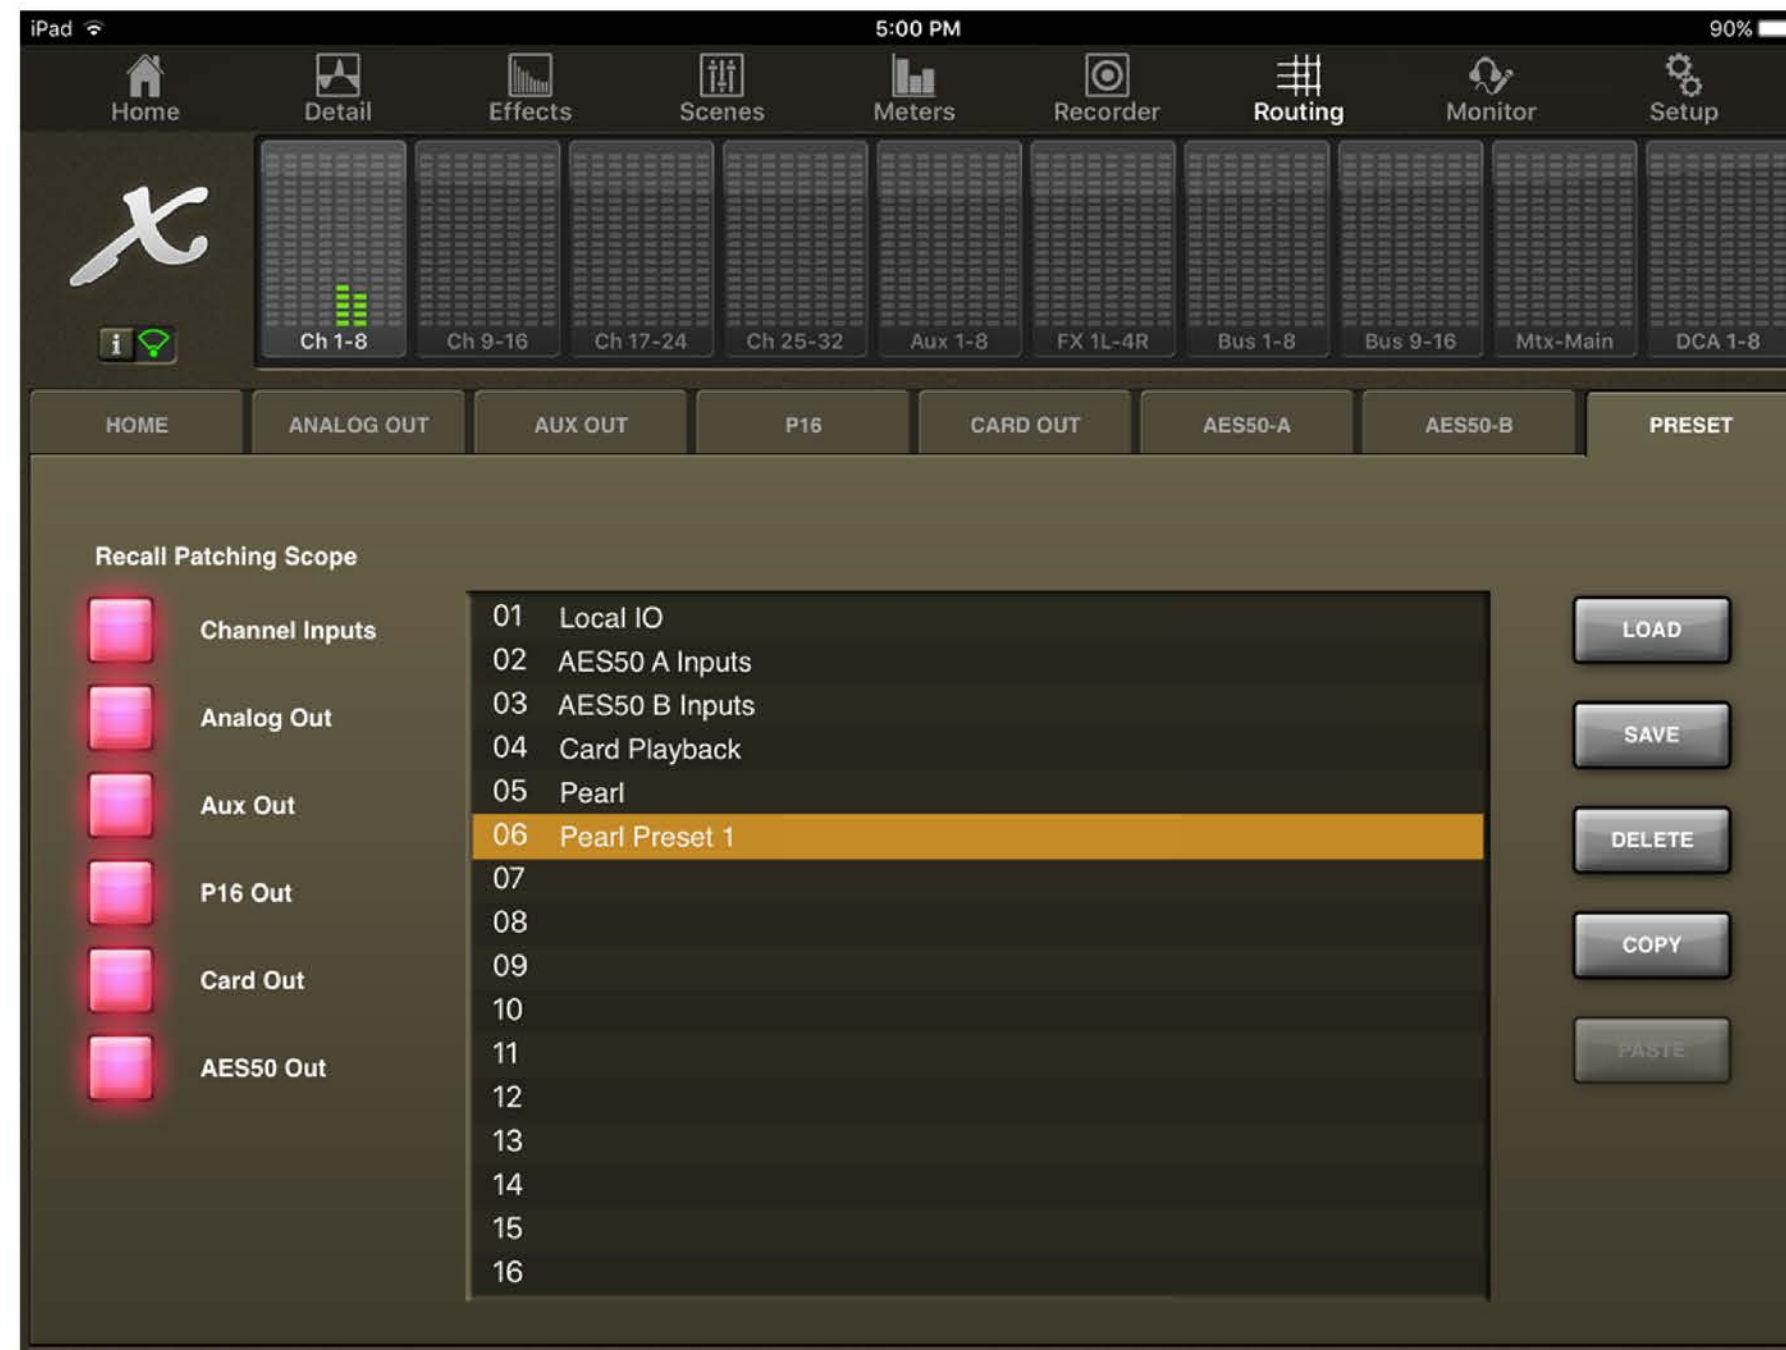 iPad 5:00 PM 90%
Home Detail Effects Scenes Meters Recorder Routing Monitor Setup
X
i
Ch 1-8 Ch 9-16 Ch 17-24 Ch 25-32 Aux 1-8 FX 1L-4R Bus 1-8 Bus 9-16 Mtx-Main DCA 1-8
HOME ANALOG OUT AUX OUT P16 CARD OUT AES50-A AES50-B PRESET
Recall Patching Scope
Channel Inputs
Analog Out
Aux Out
P16 Out
Card Out
AES50 Out
01 Local IO
02 AES50 A Inputs
03 AES50 B Inputs
04 Card Playback
05 Pearl
06 Pearl Preset 1
07
08
09
10
11
12
13
14
15
16
LOAD
SAVE
DELETE
COPY
PASTE